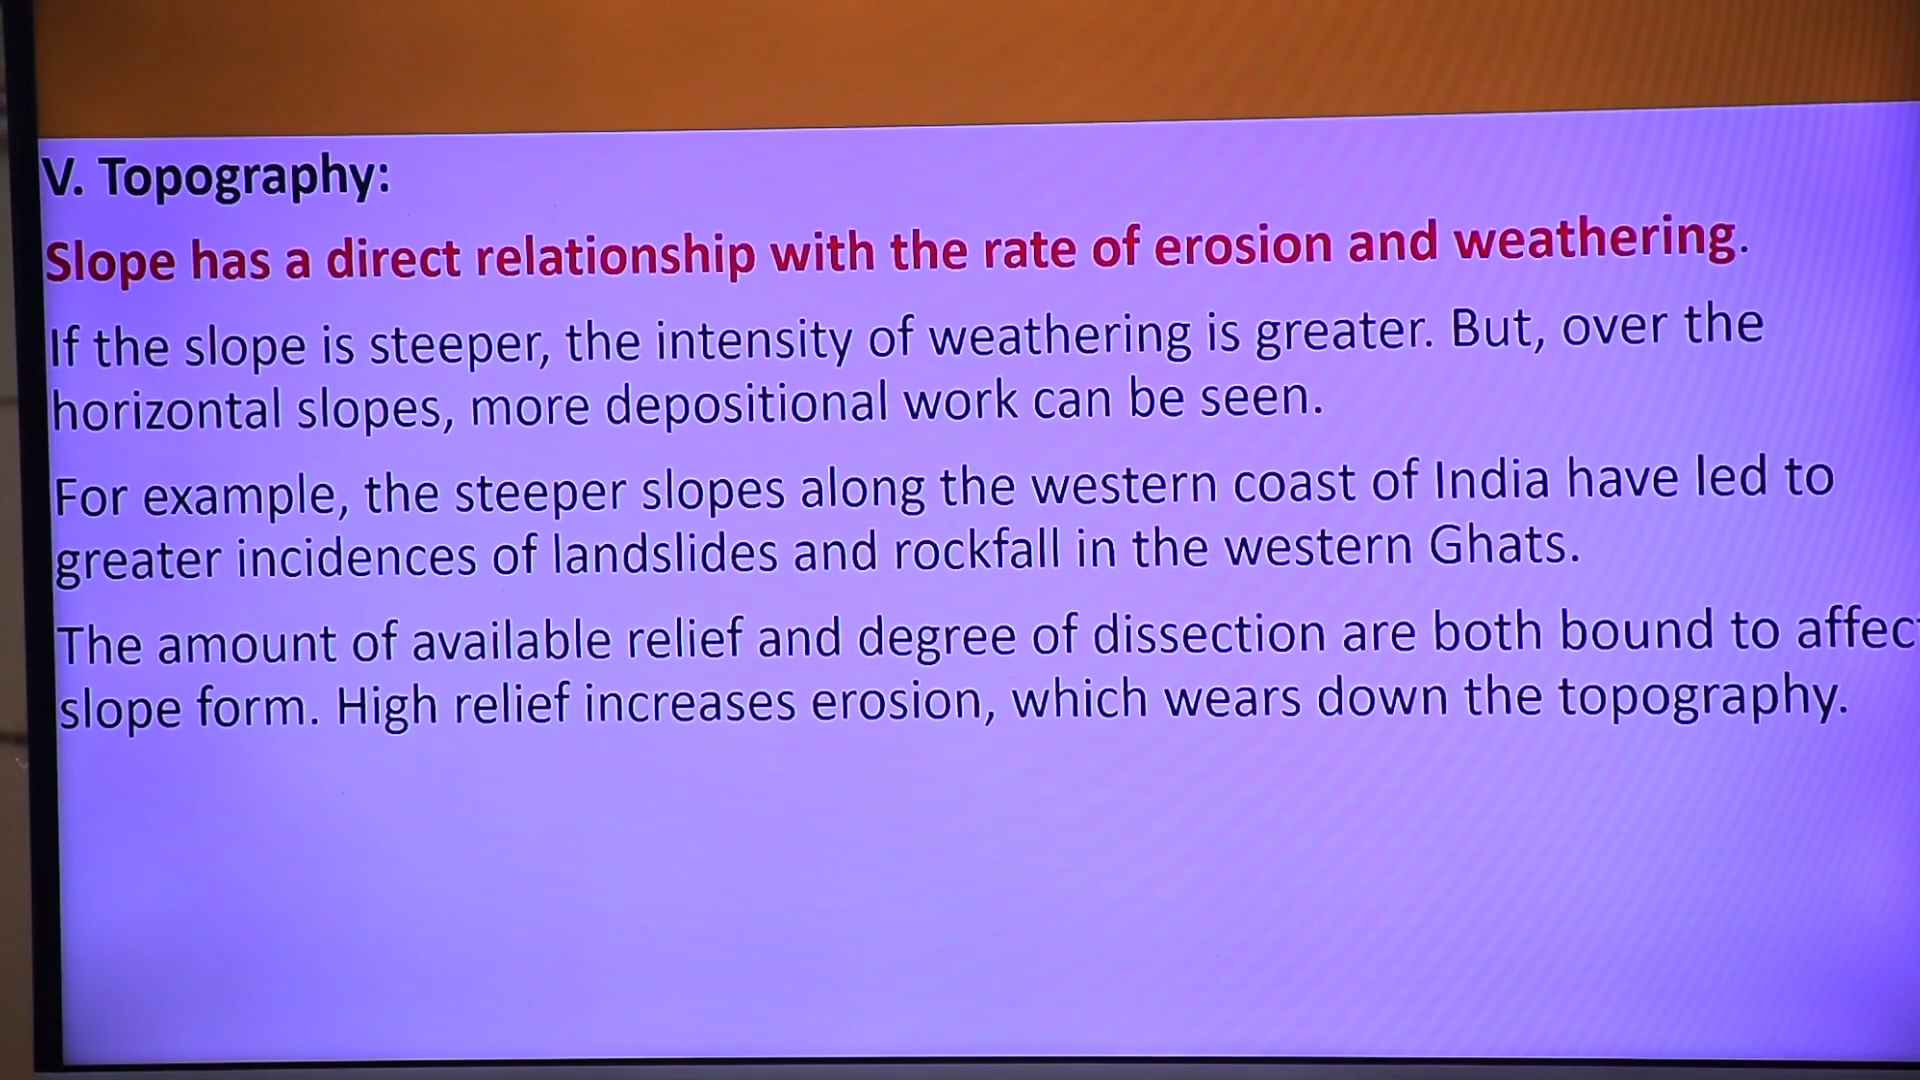 V. Topography:
Slope has a direct relationship with the rate of erosion and weathering.
If the slope is steeper, the intensity of weathering is greater. But, over the
horizontal slopes, more depositional work can be seen.
For example, the steeper slopes along the western coast of India have led to
greater incidences of landslides and rockfall in the western Ghats.
The amount of available relief and degree of dissection are both bound to affect
slope form. High relief increases erosion, which wears down the topography.